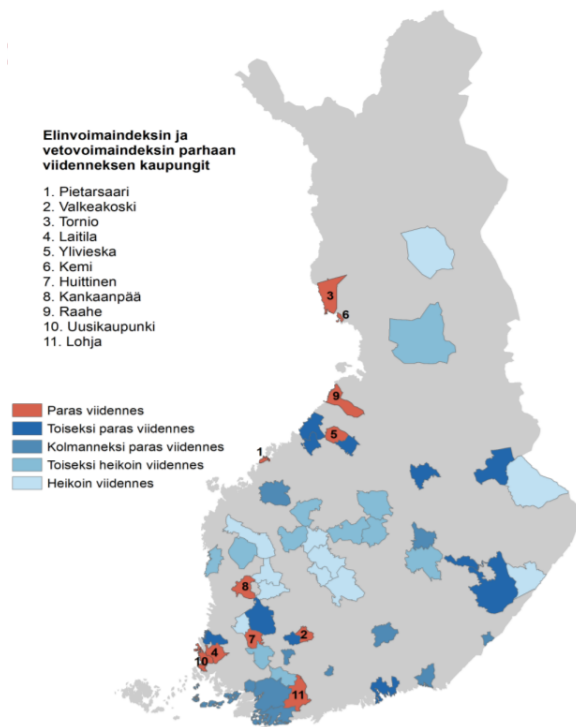 Elinvoimaindeksin ja
vetovoimaindeksin parhaan
viidenneksen kaupungit
1. Pietarsaari
2. Valkeakoski
3. Tornio
4. Laitila
5. Ylivieska
6. Kemi
7. Huittinen
8. Kankaanpää
9. Raahe
10. Uusikaupunki
11. Lohja
Paras viidennes
Toiseksi paras viidennes
Kolmanneksi paras viidennes
Toiseksi heikoin viidennes
Heikoin viidennes
3
6
9
5
1
8
2
7
4
10
11